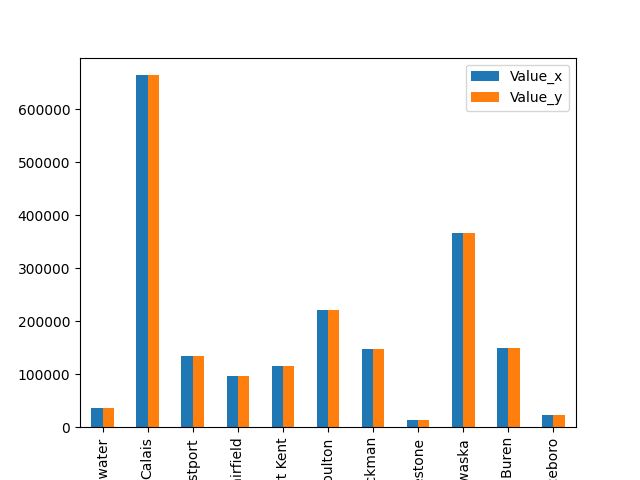 Value_x
Value_y
600000
500000
400000
300000
200000
100000
0
water
Calais
stport
irfield
t Kent
oulton
ckman
estone
waska
Buren
ceboro